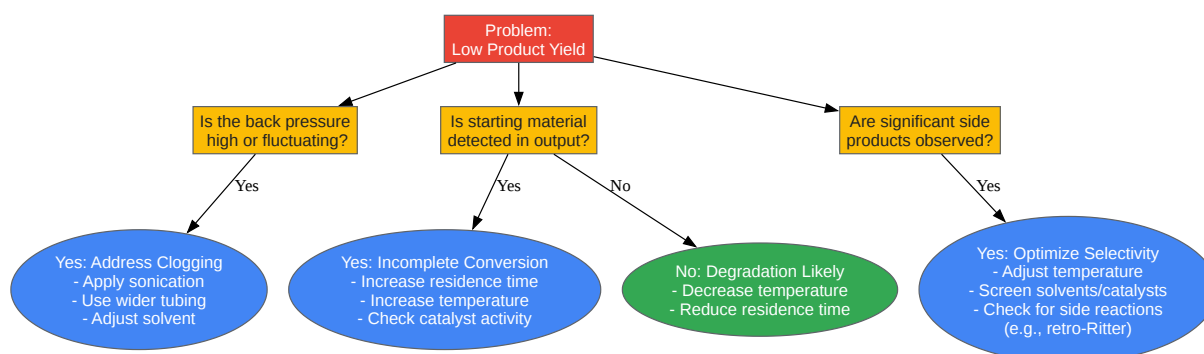 Problem:
Low Product Yield
Is the back pressure
high or fluctuating?
Is starting material
detected in output?
Are significant side
products observed?
Yes
Yes
No
Yes
Yes: Address Clogging
- Apply sonication
- Use wider tubing
- Adjust solvent
Yes: Incomplete Conversion
- Increase residence time
- Increase temperature
- Check catalyst activity
No: Degradation Likely
- Decrease temperature
- Reduce residence time
Yes: Optimize Selectivity
- Adjust temperature
- Screen solvents/catalysts
- Check for side reactions
(e.g., retro-Ritter)